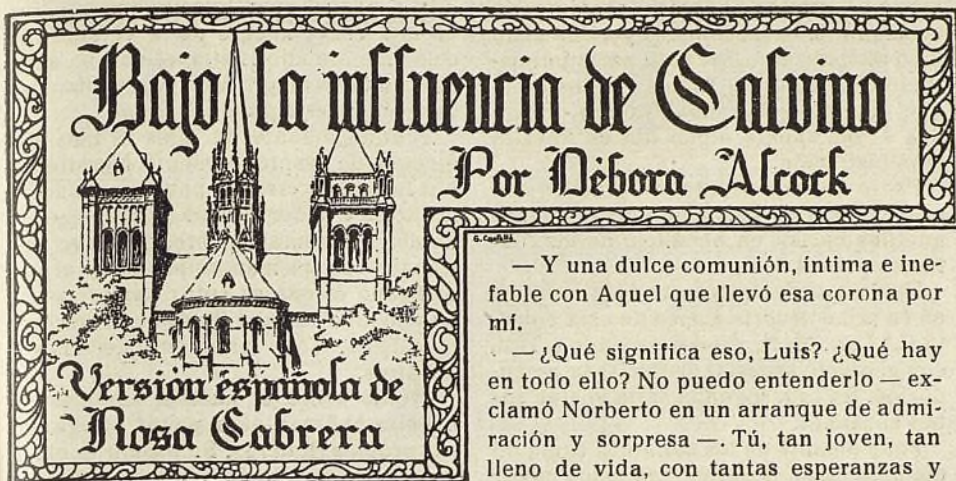 Bajo la influencia de Calvino
Por Débora Alcock
Versión española de
Rosa Cabrera
— Y una dulce comunión, íntima e ine-
fable con Aquel que llevó esa corona por
mí.
— ¿Qué significa eso, Luis? ¿Qué hay
en todo ello? No puedo entenderlo — ex-
clamó Norberto en un arranque de admi-
ración y sorpresa —. Tú, tan joven, tan
lleno de vida, con tantas esperanzas y